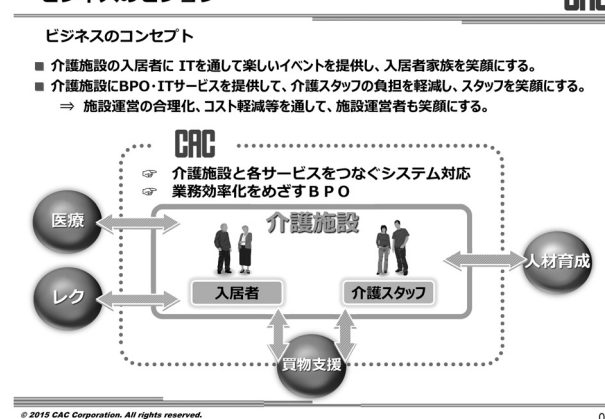 CAC
ビジネスのコンセプト
■ 介護施設の入居者に ITを通して楽しいイベントを提供し、入居者家族を笑顔にする。
■ 介護施設にBPO・ITサービスを提供して、介護スタッフの負担を軽減し、スタッフを笑顔にする。
⇒ 施設運営の合理化、コスト軽減等を通して、施設運営者も笑顔にする。
CAC
☞ 介護施設と各サービスをつなぐシステム対応
☞ 業務効率化をめざすBPO
介護施設
医療
レク
入居者
介護スタッフ
人材育成
買物支援
© 2015 CAC Corporation. All rights reserved.